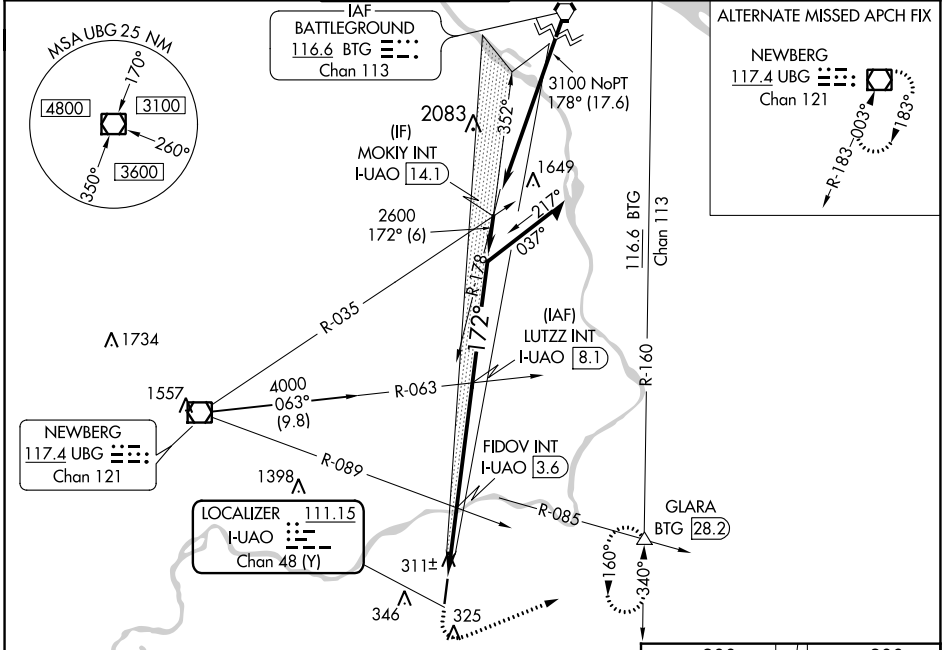 MSA UBG 25 NM
170°
4800
3100
260°
3600
350°
IAF
BATTLEGROUND
116.6 BTG
Chan 113
2083
352°
3100 NoPT
178° (17.6)
(IF)
MOKIY INT
I-UAO 14.1
1649
2600
172° (6)
217°
037°
R-178
172°
R-035
116.6 BTG
Chan 113
R-160
ALTERNATE MISSED APCH FIX
NEWBERG
117.4 UBG
Chan 121
R-183
003°
183°
1734
(IAF)
LUTZZ INT
I-UAO 8.1
1557
4000
063°
(9.8)
R-063
NEWBERG
117.4 UBG
Chan 121
R-089
FIDOV INT
I-UAO 3.6
1398
LOCALIZER 111.15
I-UAO
Chan 48 (Y)
R-085
GLARA
BTG 28.2
160°
340°
311±
346
325